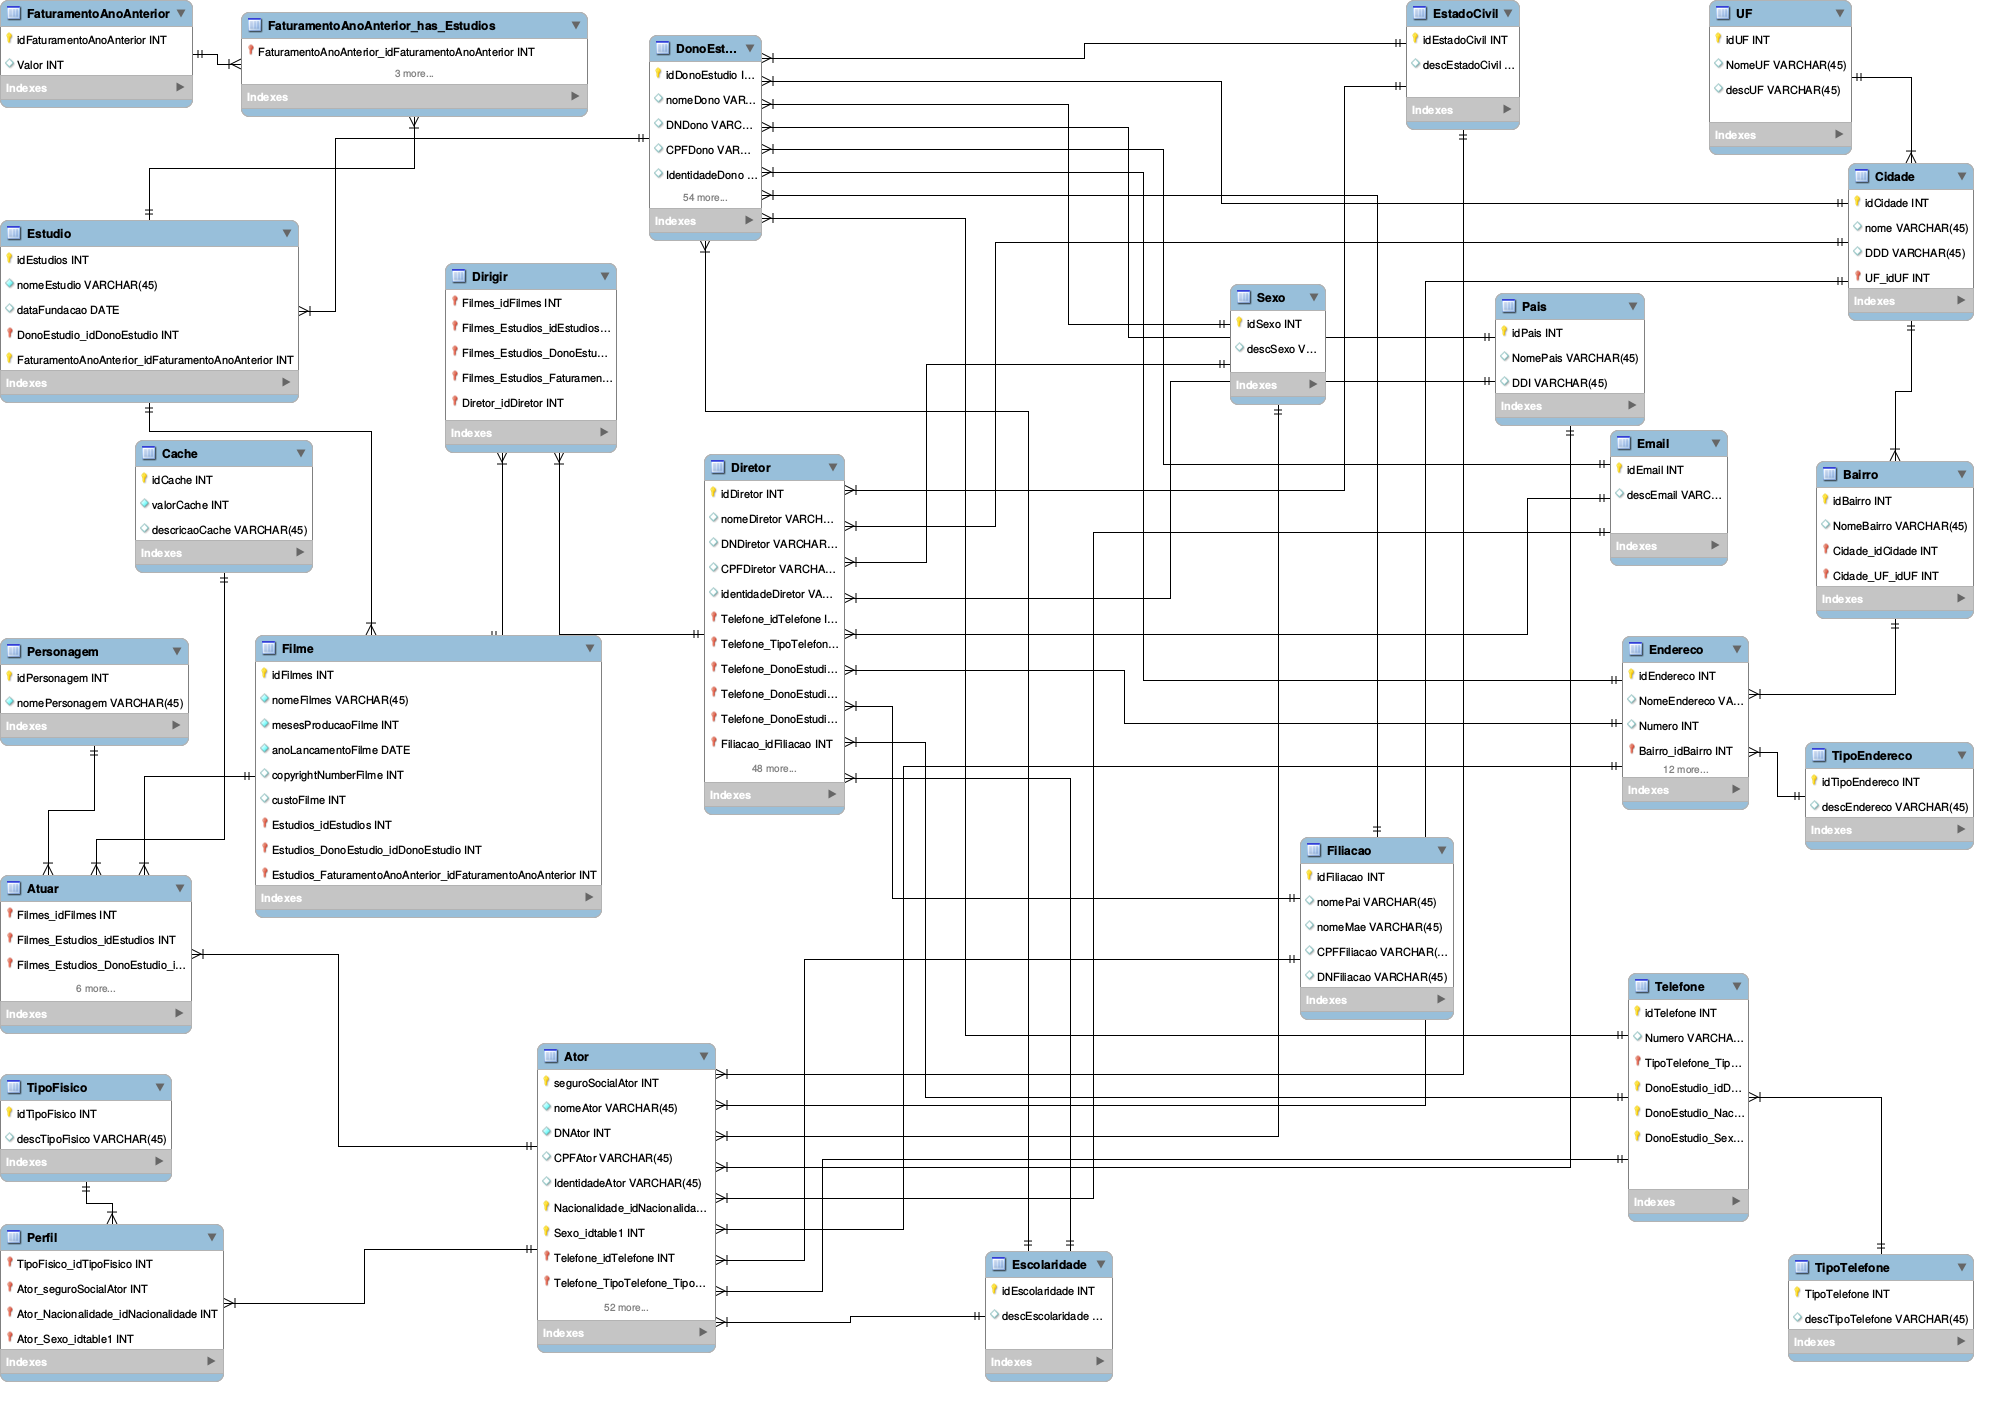 FaturamentoAnoAnterior
idFaturamentoAnoAnterior INT
Valor INT
Indexes
FaturamentoAnoAnterior_has_Estudios
FaturamentoAnoAnterior_idFaturamentoAnoAnterior INT
3 more...
Indexes
DonoEst...
idDonoEstudio I...
nomeDono VAR...
DNDono VARC...
CPFDono VAR...
IdentidadeDono ...
54 more...
Indexes
EstadoCivil
idEstadoCivil INT
descEstadoCivil ...
Indexes
UF
idUF INT
NomeUF VARCHAR(45)
descUF VARCHAR(45)
Indexes
Cidade
idCidade INT
nome VARCHAR(45)
DDD VARCHAR(45)
UF_idUF INT
Indexes
Estudio
idEstudios INT
nomeEstudio VARCHAR(45)
dataFundacao DATE
DonoEstudio_idDonoEstudio INT
FaturamentoAnoAnterior_idFaturamentoAnoAnterior INT
Indexes
Dirigir
Filmes_idFilmes INT
Filmes_Estudios_idEstudios...
Filmes_Estudios_DonoEstu...
Filmes_Estudios_Faturamen...
Diretor_idDiretor INT
Indexes
Sexo
idSexo INT
descSexo V...
Indexes
Pais
idPais INT
NomePais VARCHAR(45)
DDI VARCHAR(45)
Indexes
Cache
idCache INT
valorCache INT
descricaoCache VARCHAR(45)
Indexes
Diretor
idDiretor INT
nomeDiretor VARCH...
DNDiretor VARCHAR...
CPFDiretor VARCHA...
identidadeDiretor VA...
Telefone_idTelefone I...
Telefone_TipoTelefon...
Telefone_DonoEstudi...
Telefone_DonoEstudi...
Telefone_DonoEstudi...
Filiacao_idFiliacao INT
48 more...
Indexes
Email
idEmail INT
descEmail VARC...
Indexes
Bairro
idBairro INT
NomeBairro VARCHAR(45)
Cidade_idCidade INT
Cidade_UF_idUF INT
Indexes
Personagem
idPersonagem INT
nomePersonagem VARCHAR(45)
Indexes
Filme
idFilmes INT
nomeFilmes VARCHAR(45)
mesesProducaoFilme INT
anoLancamentoFilme DATE
copyrightNumberFilme INT
custoFilme INT
Estudios_idEstudios INT
Estudios_DonoEstudio_idDonoEstudio INT
Estudios_FaturamentoAnoAnterior_idFaturamentoAnoAnterior INT
Indexes
Endereco
idEndereco INT
NomeEndereco VA...
Numero INT
Bairro_idBairro INT
12 more...
Indexes
TipoEndereco
idTipoEndereco INT
descEndereco VARCHAR(45)
Indexes
Atuar
Filmes_idFilmes INT
Filmes_Estudios_idEstudios INT
Filmes_Estudios_DonoEstudio_i...
6 more...
Indexes
Filiacao
idFiliacao INT
nomePai VARCHAR(45)
nomeMae VARCHAR(45)
CPFFiliacao VARCHAR(...
DNFiliacao VARCHAR(45)
Indexes
Telefone
idTelefone INT
Numero VARCHA...
TipoTelefone_Tip...
DonoEstudio_idD...
DonoEstudio_Nac...
DonoEstudio_Sex...
Indexes
TipoFisico
idTipoFisico INT
descTipoFisico VARCHAR(45)
Indexes
Ator
seguroSocialAtor INT
nomeAtor VARCHAR(45)
DNAtor INT
CPFAtor VARCHAR(45)
IdentidadeAtor VARCHAR(45)
Nacionalidade_idNacionalida...
Sexo_idtable1 INT
Telefone_idTelefone INT
Telefone_TipoTelefone_Tipo...
52 more...
Indexes
Perfil
TipoFisico_idTipoFisico INT
Ator_seguroSocialAtor INT
Ator_Nacionalidade_idNacionalidade INT
Ator_Sexo_idtable1 INT
Indexes
Escolaridade
idEscolaridade INT
descEscolaridade ...
Indexes
TipoTelefone
TipoTelefone INT
descTipoTelefone VARCHAR(45)
Indexes